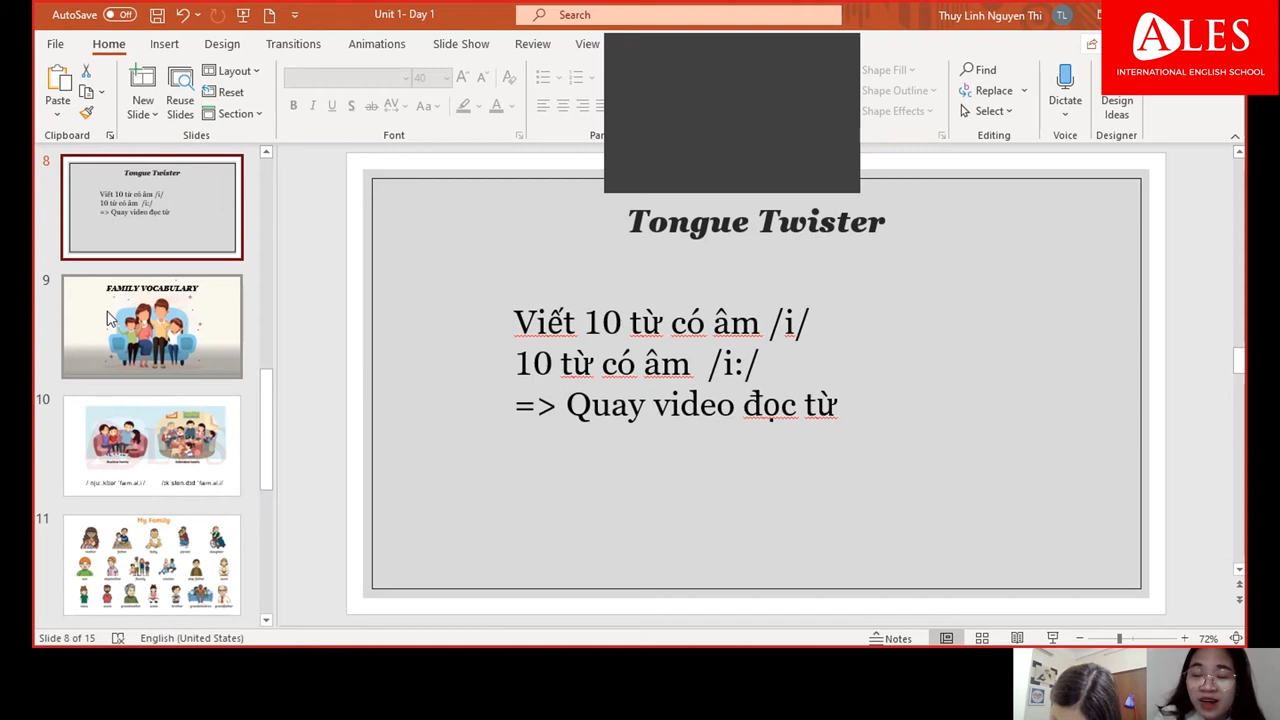 AutoSave Off
Unit 1- Day 1
Search
Thuy Linh Nguyen Thi TL
ALES
INTERNATIONAL ENGLISH SCHOOL
File Home Insert Design Transitions Animations Slide Show Review View
Paste
New Slide
Reuse Slides
Layout
Reset
Section
40
Shape Fill
Shape Outline
Shape Effects
Find
Replace
Select
Dictate
Design Ideas
Clipboard Slides Font Editing Voice Designer
8
Tongue Twister
Viết 10 từ có âm /i/
10 từ có âm /i:/
=> Quay video đọc từ
9
FAMILY VOCABULARY
10
11
My Family
Tongue Twister
Viết 10 từ có âm /i/
10 từ có âm /i:/
=> Quay video đọc từ
Slide 8 of 15 English (United States) Notes 72%